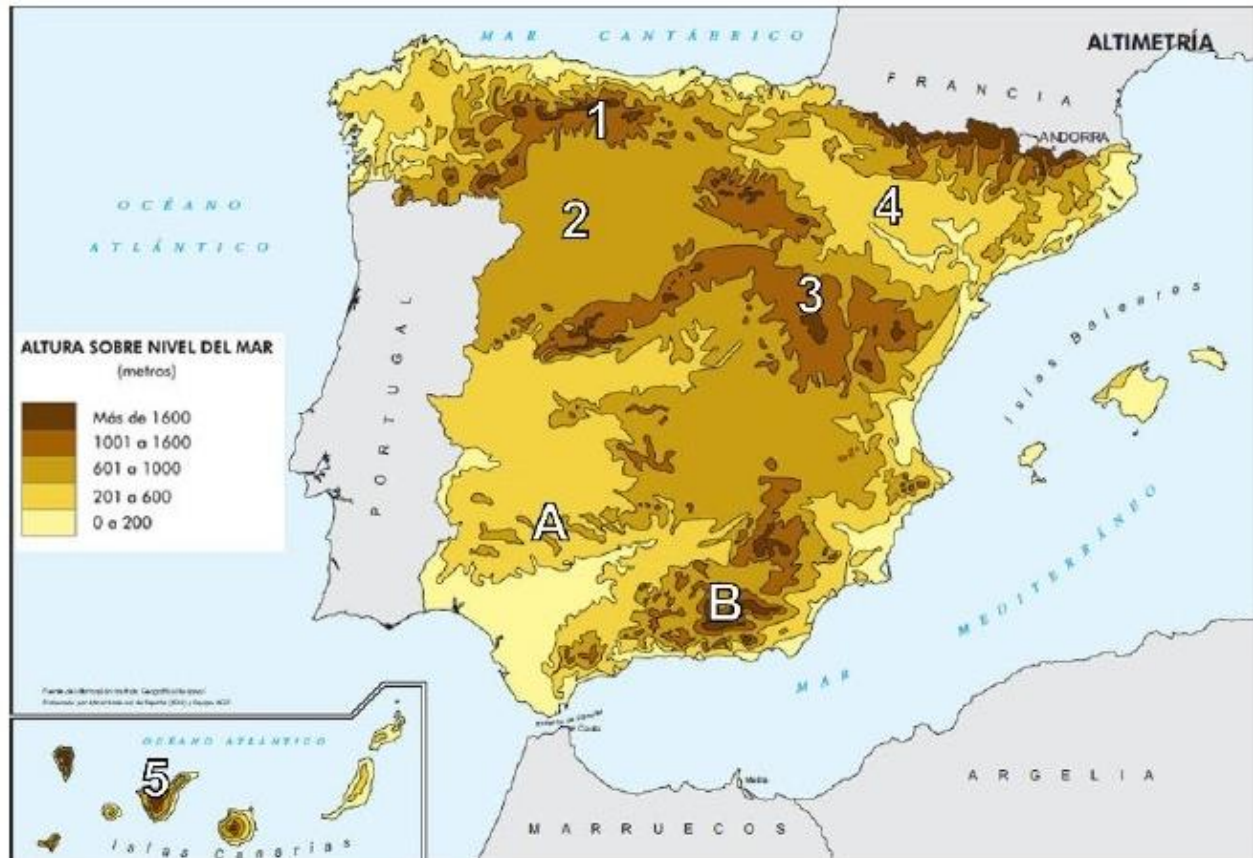 MAR CANTÁBRICO
ALTIMETRÍA
FRANCIA
ANDORRA
1
2
4
3
OCÉANO
ATLÁNTICO
PORTUGAL
Islas Baleares
ALTURA SOBRE NIVEL DEL MAR
(metros)
Más de 1600
1001 a 1600
601 a 1000
201 a 600
0 a 200
A
B
MAR MEDITERRÁNEO
5
OCÉANO ATLÁNTICO
Islas Canarias
Ceuta
Melilla
MARRUECOS
ARGELIA